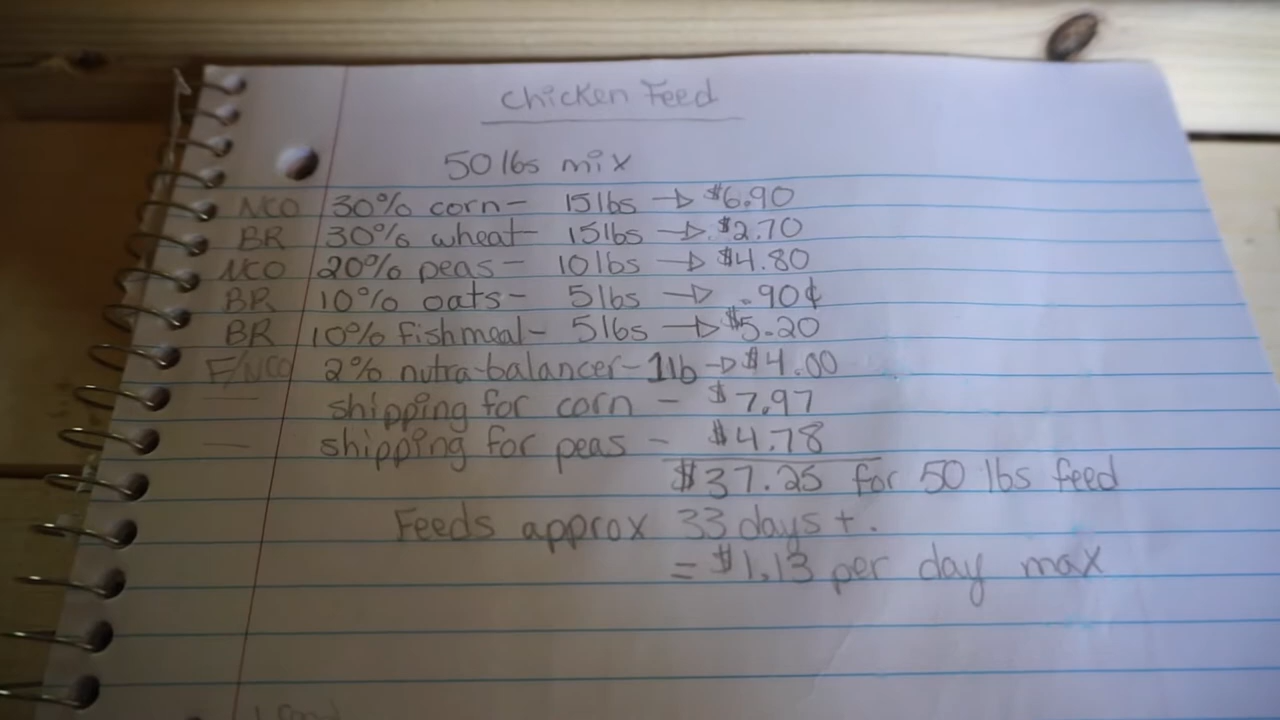 Chicken Feed
50 lbs mix
NCO 30% corn- 15lbs → $6.90
BR 30% wheat- 15lbs → $2.70
NCO 20% peas- 10lbs → $4.80
BR 10% oats- 5lbs → .90¢
BR 10% fishmeal- 5lbs → $5.20
F/NCO 2% nutra-balancer- 1lb → $4.00
— shipping for corn - $7.97
— shipping for peas - $4.78
$37.25 for 50 lbs feed
Feeds approx 33 days +.
= $1.13 per day max